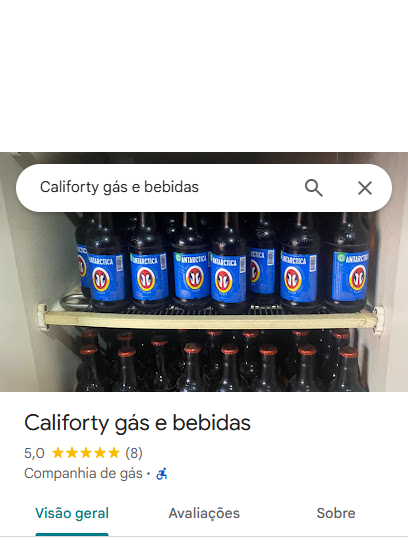 Califorty gás e bebidas
ANTARCTICA ANTARCTICA ANTARCTICA ANTARCTICA ANTARCTICA ANTARCTICA
Califorty gás e bebidas
5,0 (8)
Companhia de gás ·
Visão geral Avaliações Sobre